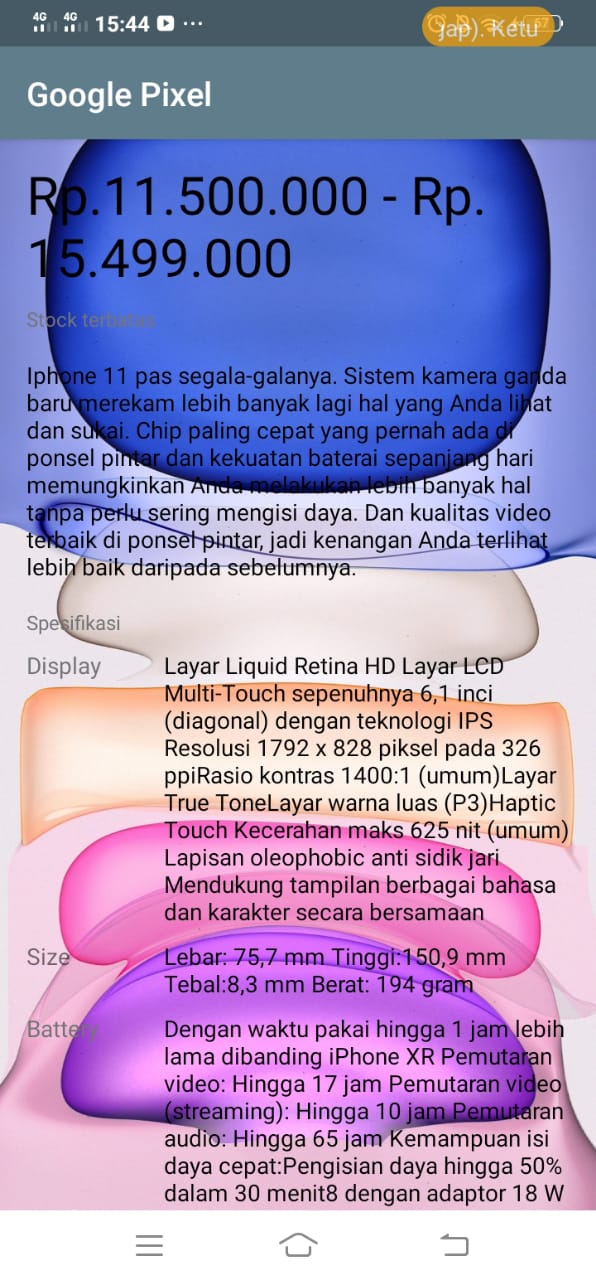 4G 4G 15:44
gap). Ketu
67
Google Pixel
Rp.11.500.000 - Rp.
15.499.000
Stock terbatas
Iphone 11 pas segala-galanya. Sistem kamera ganda
baru merekam lebih banyak lagi hal yang Anda lihat
dan sukai. Chip paling cepat yang pernah ada di
ponsel pintar dan kekuatan baterai sepanjang hari
memungkinkan Anda melakukan lebih banyak hal
tanpa perlu sering mengisi daya. Dan kualitas video
terbaik di ponsel pintar, jadi kenangan Anda terlihat
lebih baik daripada sebelumnya.
Spesifikasi
Display
Layar Liquid Retina HD Layar LCD
Multi-Touch sepenuhnya 6,1 inci
(diagonal) dengan teknologi IPS
Resolusi 1792 x 828 piksel pada 326
ppiRasio kontras 1400:1 (umum)Layar
True ToneLayar warna luas (P3)Haptic
Touch Kecerahan maks 625 nit (umum)
Lapisan oleophobic anti sidik jari
Mendukung tampilan berbagai bahasa
dan karakter secara bersamaan
Size
Lebar: 75,7 mm Tinggi:150,9 mm
Tebal:8,3 mm Berat: 194 gram
Battery
Dengan waktu pakai hingga 1 jam lebih
lama dibanding iPhone XR Pemutaran
video: Hingga 17 jam Pemutaran video
(streaming): Hingga 10 jam Pemutaran
audio: Hingga 65 jam Kemampuan isi
daya cepat:Pengisian daya hingga 50%
dalam 30 menit8 dengan adaptor 18 W